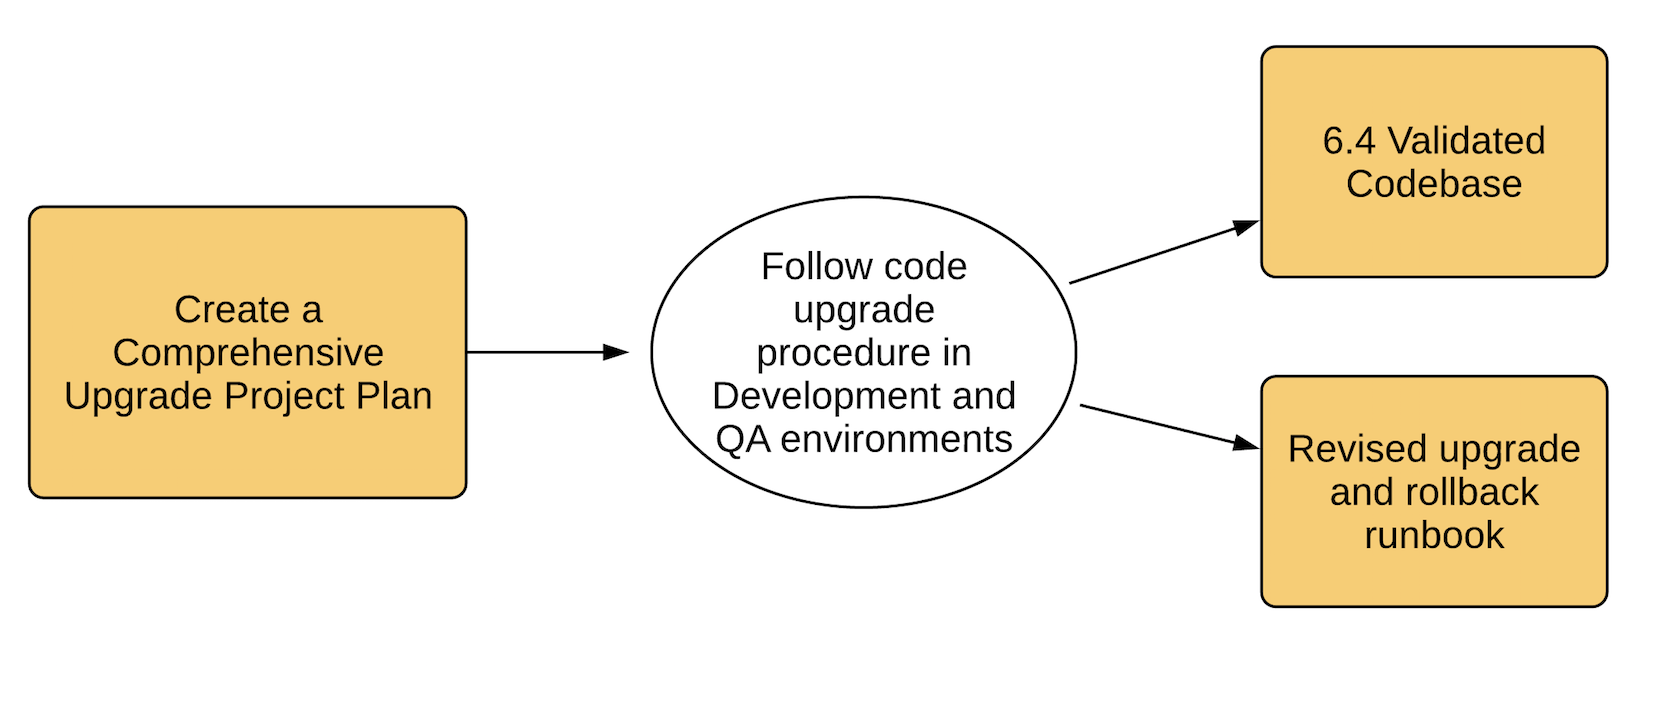 Create a
Comprehensive
Upgrade Project Plan
Follow code
upgrade
procedure in
Development and
QA environments
6.4 Validated
Codebase
Revised upgrade
and rollback
runbook